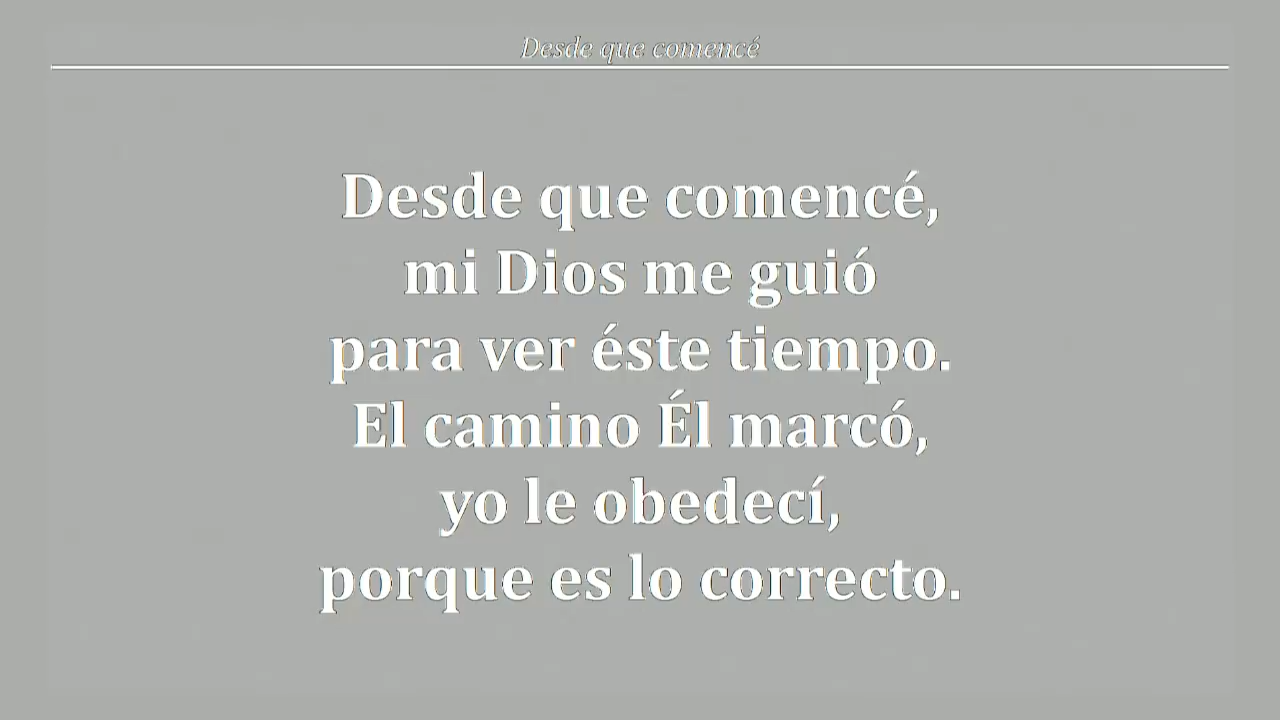 Desde que comencé
Desde que comencé,
mi Dios me guió
para ver éste tiempo.
El camino Él marcó,
yo le obedecí,
porque es lo correcto.